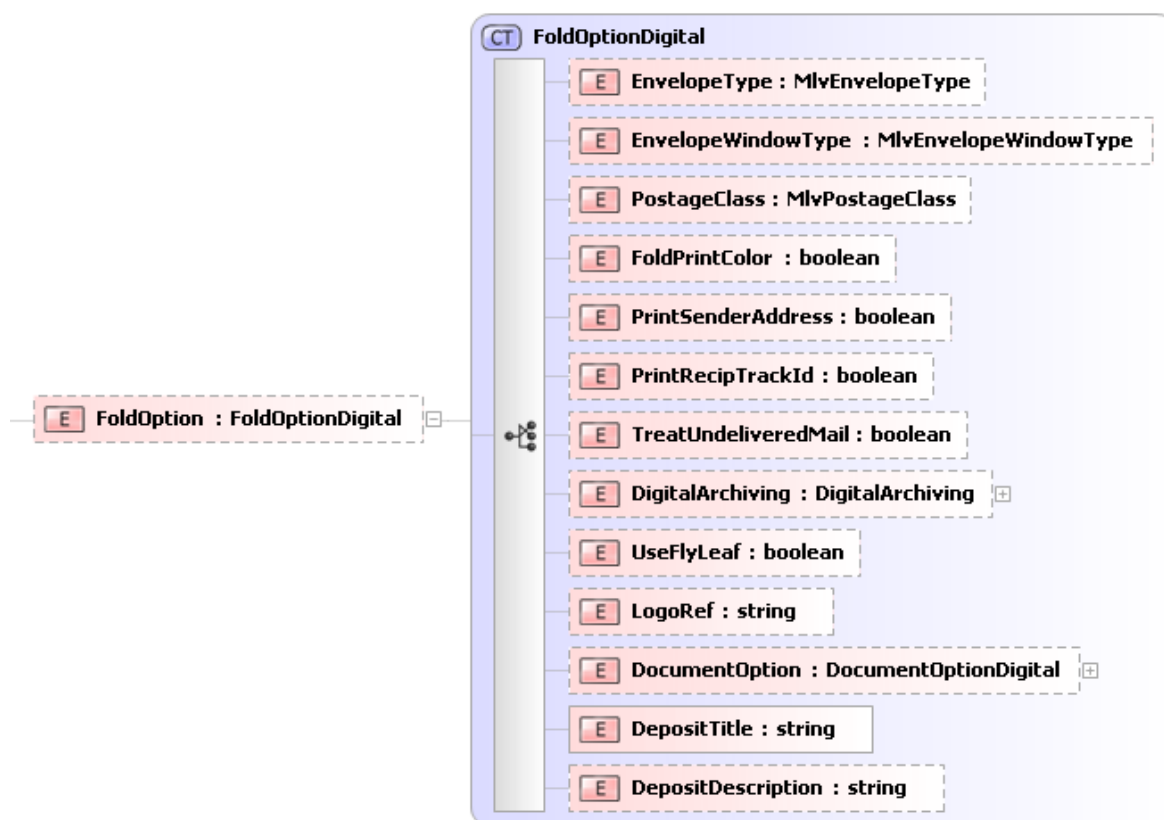 CT FoldOptionDigital
E EnvelopeType : MlvEnvelopeType
E EnvelopeWindowType : MlvEnvelopeWindowType
E PostageClass : MlvPostageClass
E FoldPrintColor : boolean
E PrintSenderAddress : boolean
E PrintRecipTrackId : boolean
E FoldOption : FoldOptionDigital
E TreatUndeliveredMail : boolean
E DigitalArchiving : DigitalArchiving
E UseFlyLeaf : boolean
E LogoRef : string
E DocumentOption : DocumentOptionDigital
E DepositTitle : string
E DepositDescription : string